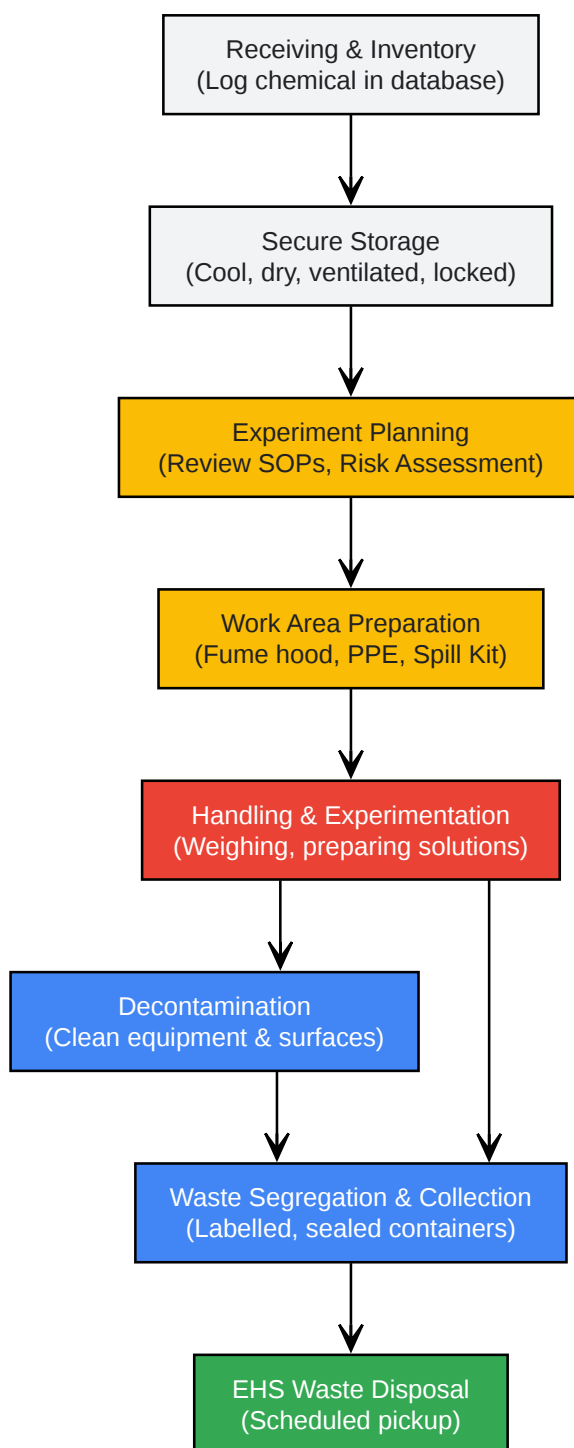 Receiving & Inventory
(Log chemical in database)
Secure Storage
(Cool, dry, ventilated, locked)
Experiment Planning
(Review SOPs, Risk Assessment)
Work Area Preparation
(Fume hood, PPE, Spill Kit)
Handling & Experimentation
(Weighing, preparing solutions)
Decontamination
(Clean equipment & surfaces)
Waste Segregation & Collection
(Labelled, sealed containers)
EHS Waste Disposal
(Scheduled pickup)